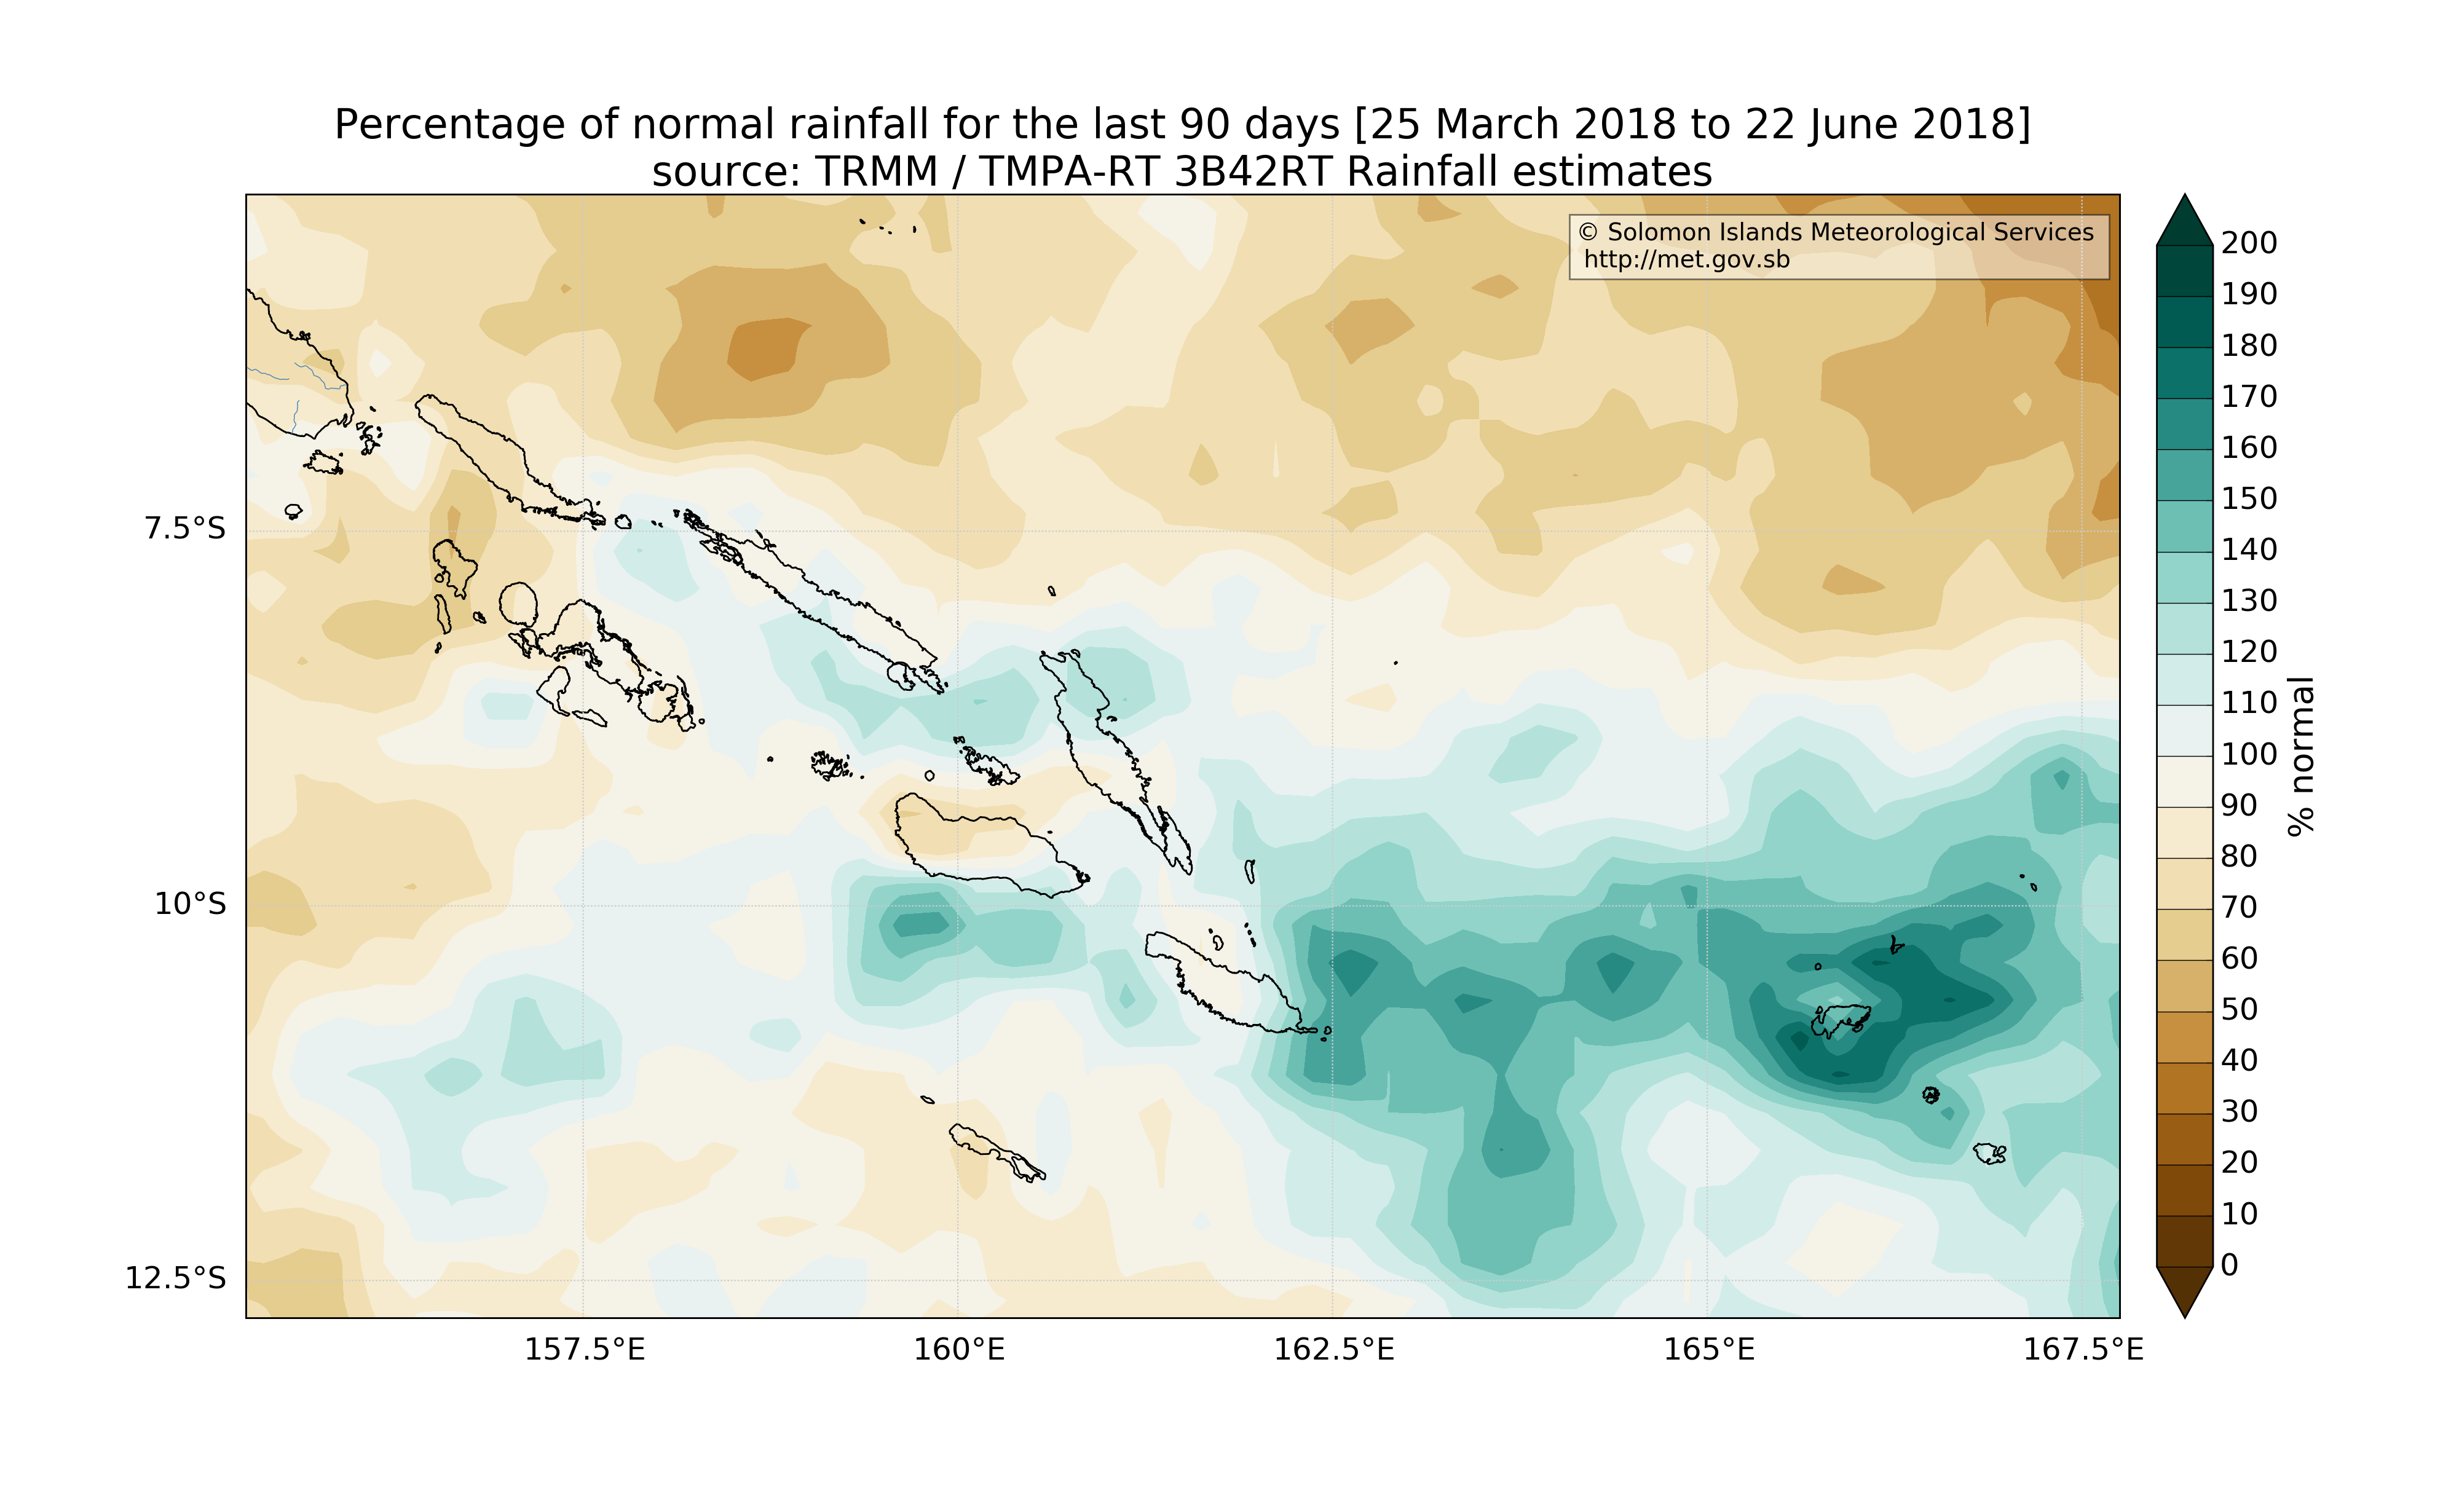 Percentage of normal rainfall for the last 90 days [25 March 2018 to 22 June 2018]
source: TRMM / TMPA-RT 3B42RT Rainfall estimates
© Solomon Islands Meteorological Services
http://met.gov.sb
7.5°S
10°S
12.5°S
157.5°E
160°E
162.5°E
165°E
167.5°E
200
190
180
170
160
150
140
130
120
110
100
90
80
70
60
50
40
30
20
10
0
% normal